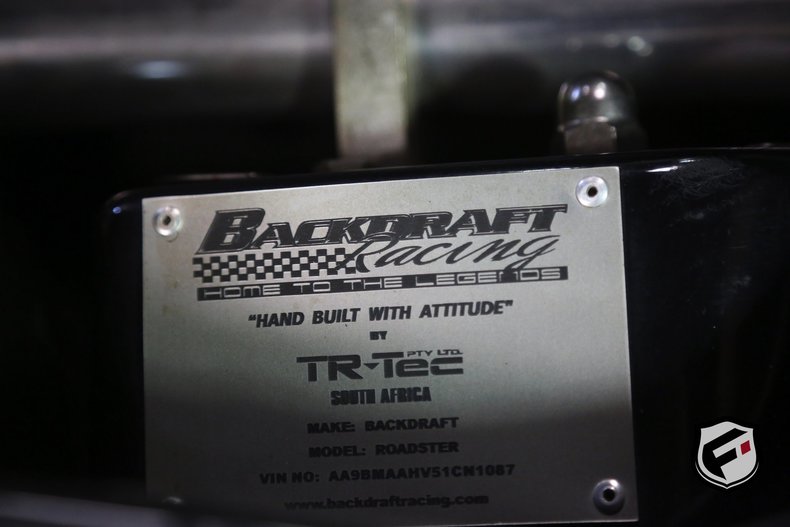 BACKDRAFT
Racing
HOME TO THE LEGENDS
"HAND BUILT WITH ATTITUDE"
BY
TR-Tec PTY LTD.
SOUTH AFRICA
MAKE: BACKDRAFT
MODEL: ROADSTER
VIN NO: AA9BMAAHV51CN1087
www.backdraftracing.com